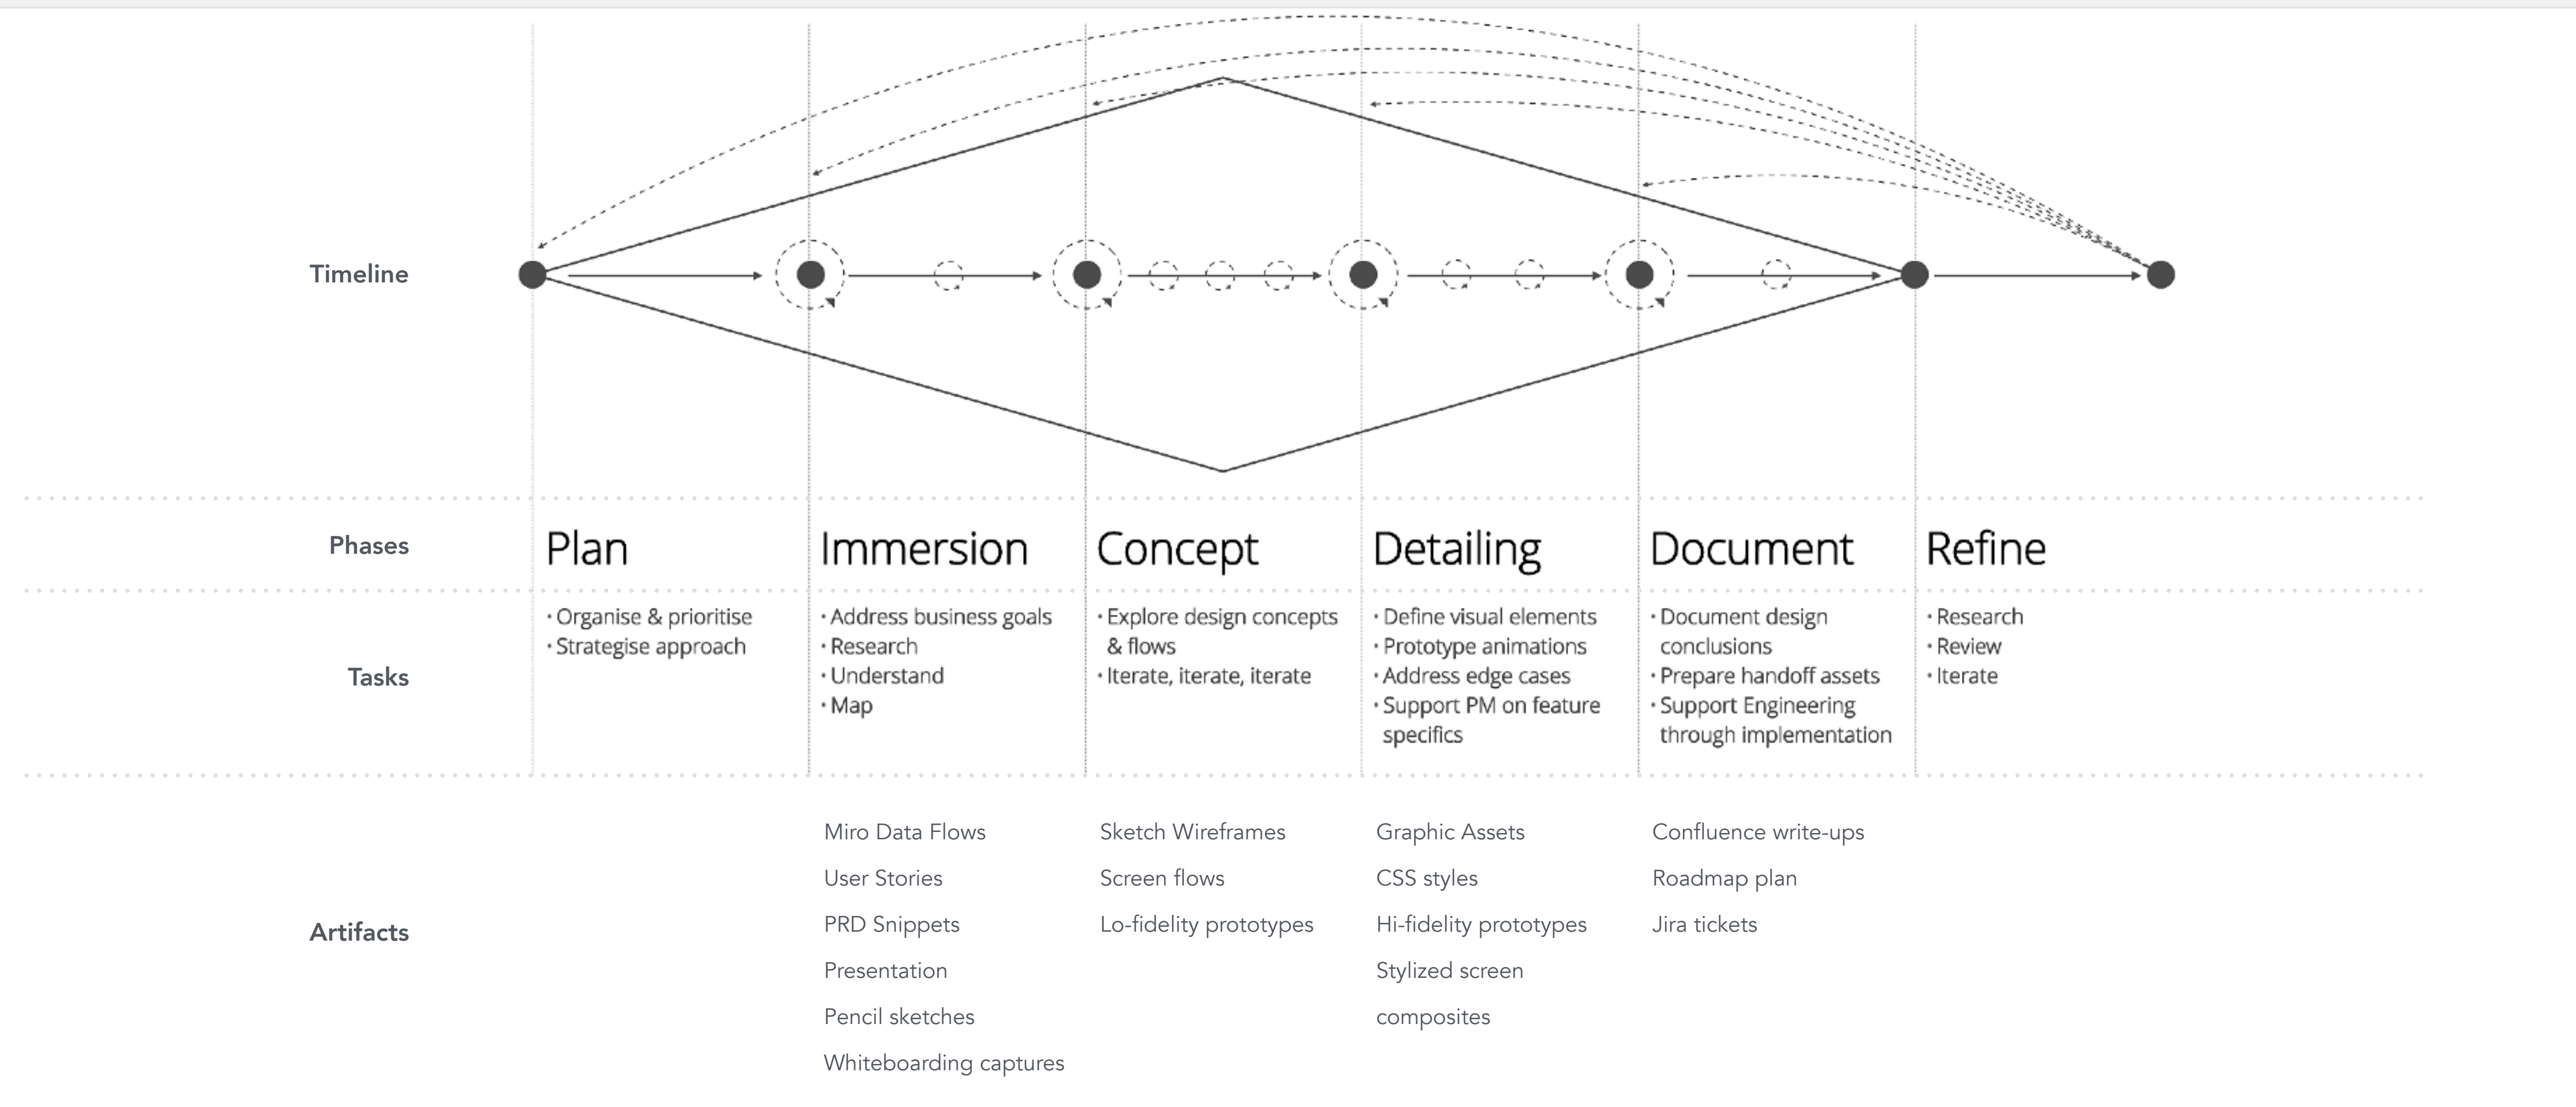 Timeline
Phases
Plan
Immersion
Concept
Detailing
Document
Refine
Tasks
· Organise & prioritise
· Strategise approach
· Address business goals
· Research
· Understand
· Map
· Explore design concepts
& flows
· Iterate, iterate, iterate
· Define visual elements
· Prototype animations
· Address edge cases
· Support PM on feature
specifics
· Document design
conclusions
· Prepare handoff assets
· Support Engineering
through implementation
· Research
· Review
· Iterate
Artifacts
Miro Data Flows
User Stories
PRD Snippets
Presentation
Pencil sketches
Whiteboarding captures
Sketch Wireframes
Screen flows
Lo-fidelity prototypes
Graphic Assets
CSS styles
Hi-fidelity prototypes
Stylized screen
composites
Confluence write-ups
Roadmap plan
Jira tickets